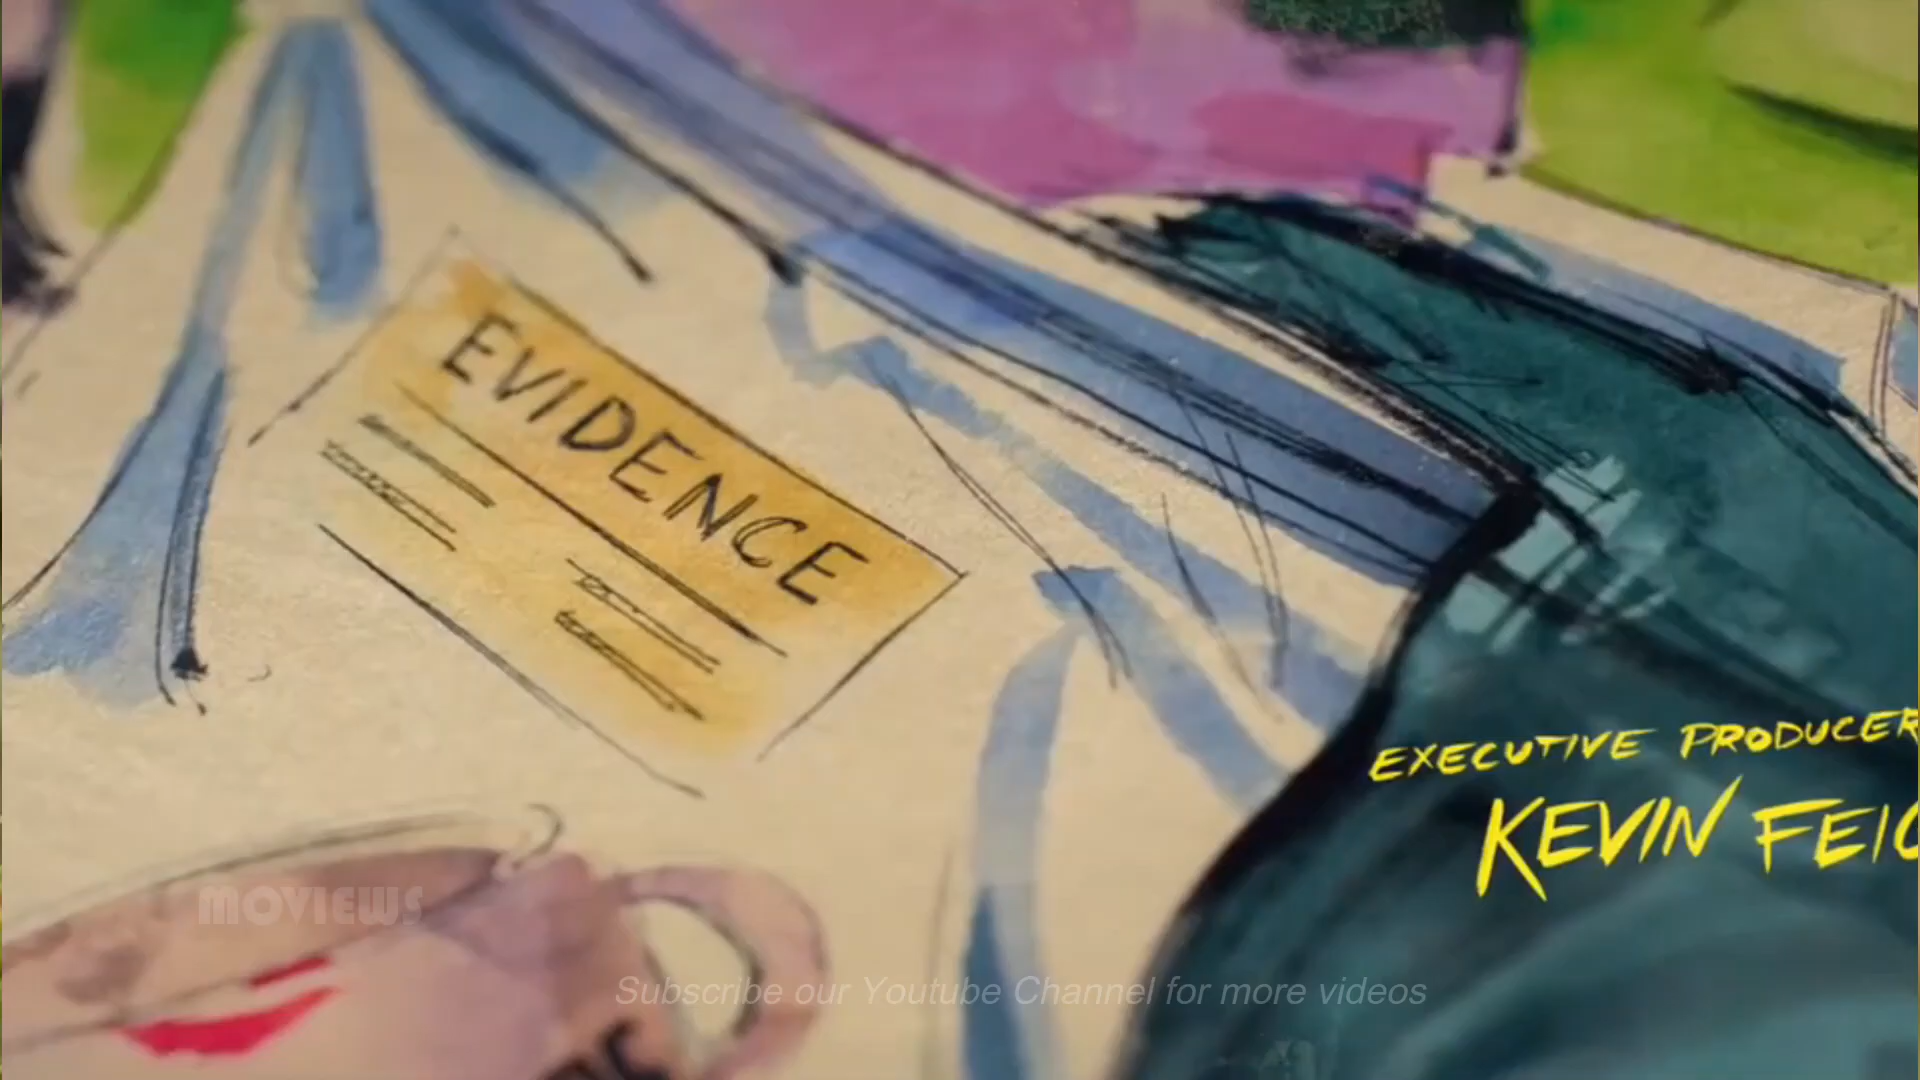 EVIDENCE
EXECUTIVE PRODUCER
KEVIN FEIG
MOVIEWS
Subscribe our Youtube Channel for more videos